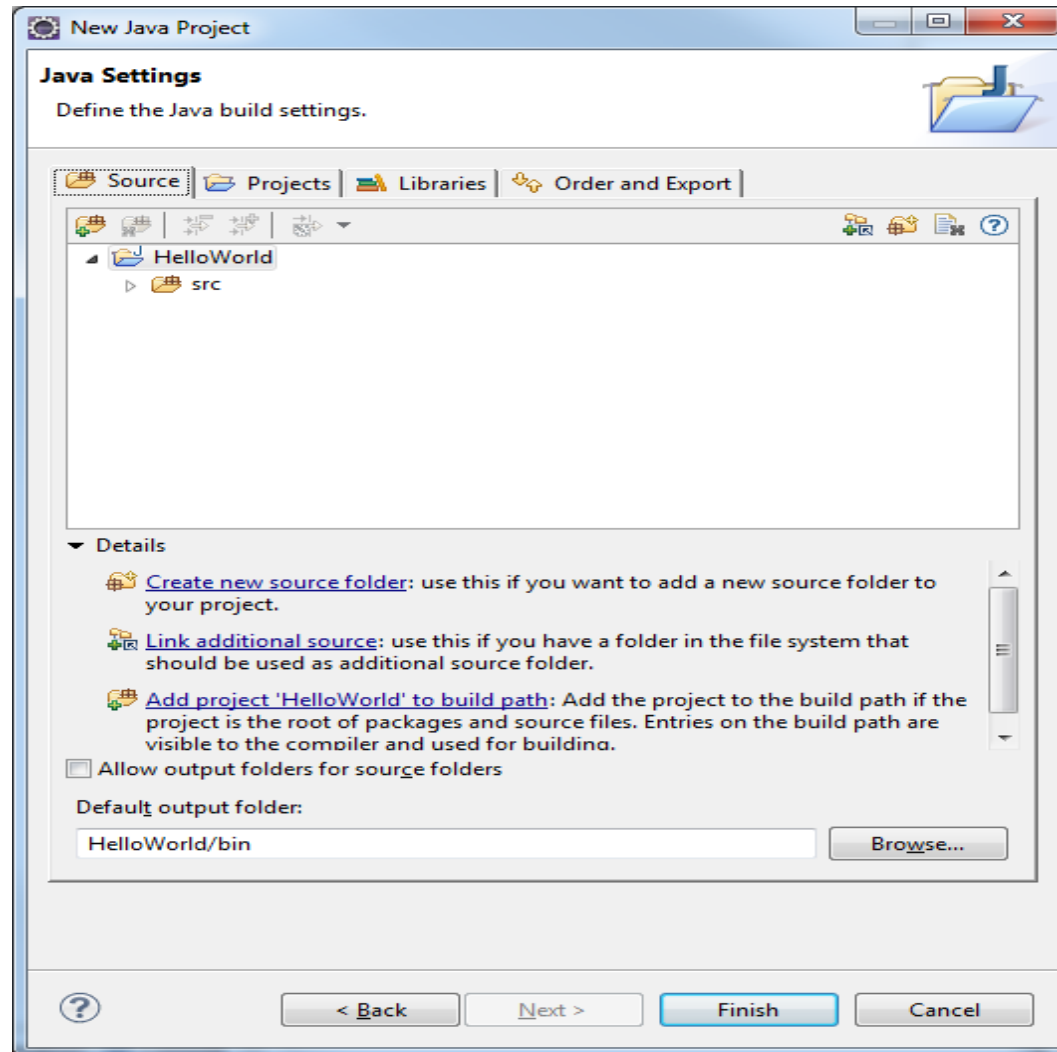 New Java Project
Java Settings
Define the Java build settings.
Source Projects Libraries Order and Export
HelloWorld
src
Details
Create new source folder: use this if you want to add a new source folder to
your project.
Link additional source: use this if you have a folder in the file system that
should be used as additional source folder.
Add project 'HelloWorld' to build path: Add the project to the build path if the
project is the root of packages and source files. Entries on the build path are
visible to the compiler and used for building.
Allow output folders for source folders
Default output folder:
HelloWorld/bin
Browse...
< Back Next > Finish Cancel